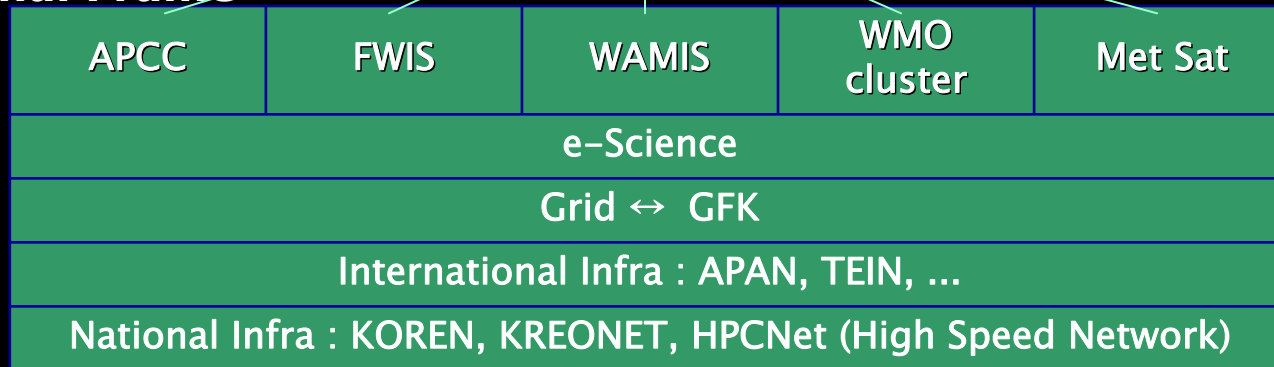 APCC
FWIS
WAMIS
WMO
cluster
Met Sat
e-Science
Grid ↔ GFK
International Infra : APAN, TEIN, ...
National Infra : KOREN, KREONET, HPCNet (High Speed Network)